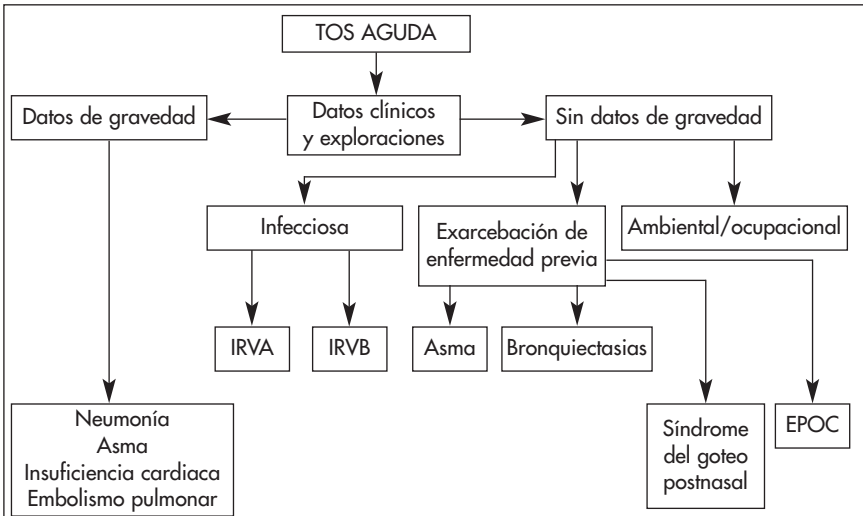 TOS AGUDA
Datos de gravedad
Datos clínicos
y exploraciones
Sin datos de gravedad
Infecciosa
Exarcebación de
enfermedad previa
Ambiental/ocupacional
IRVA
IRVB
Asma
Bronquiectasias
Neumonía
Asma
Insuficiencia cardiaca
Embolismo pulmonar
Síndrome
del goteo
postnasal
EPOC